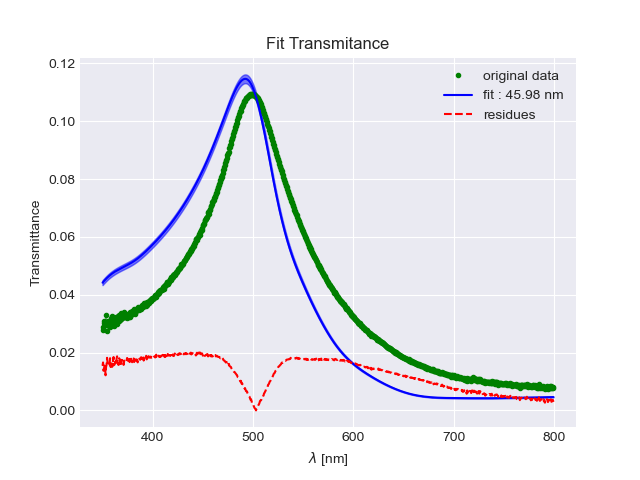 Fit Transmitance
0.12
0.10
0.08
0.06
0.04
0.02
0.00
Transmittance
original data
fit : 45.98 nm
residues
400
500
600
700
800
λ [nm]